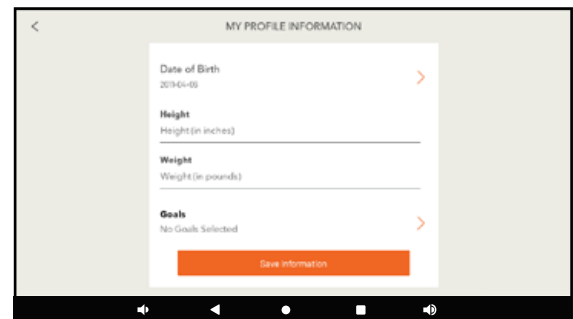 MY PROFILE INFORMATION
Date of Birth
2019-04-05
Height
Height (in inches)
Weight
Weight (in pounds)
Goals
No Goals Selected
Save Information